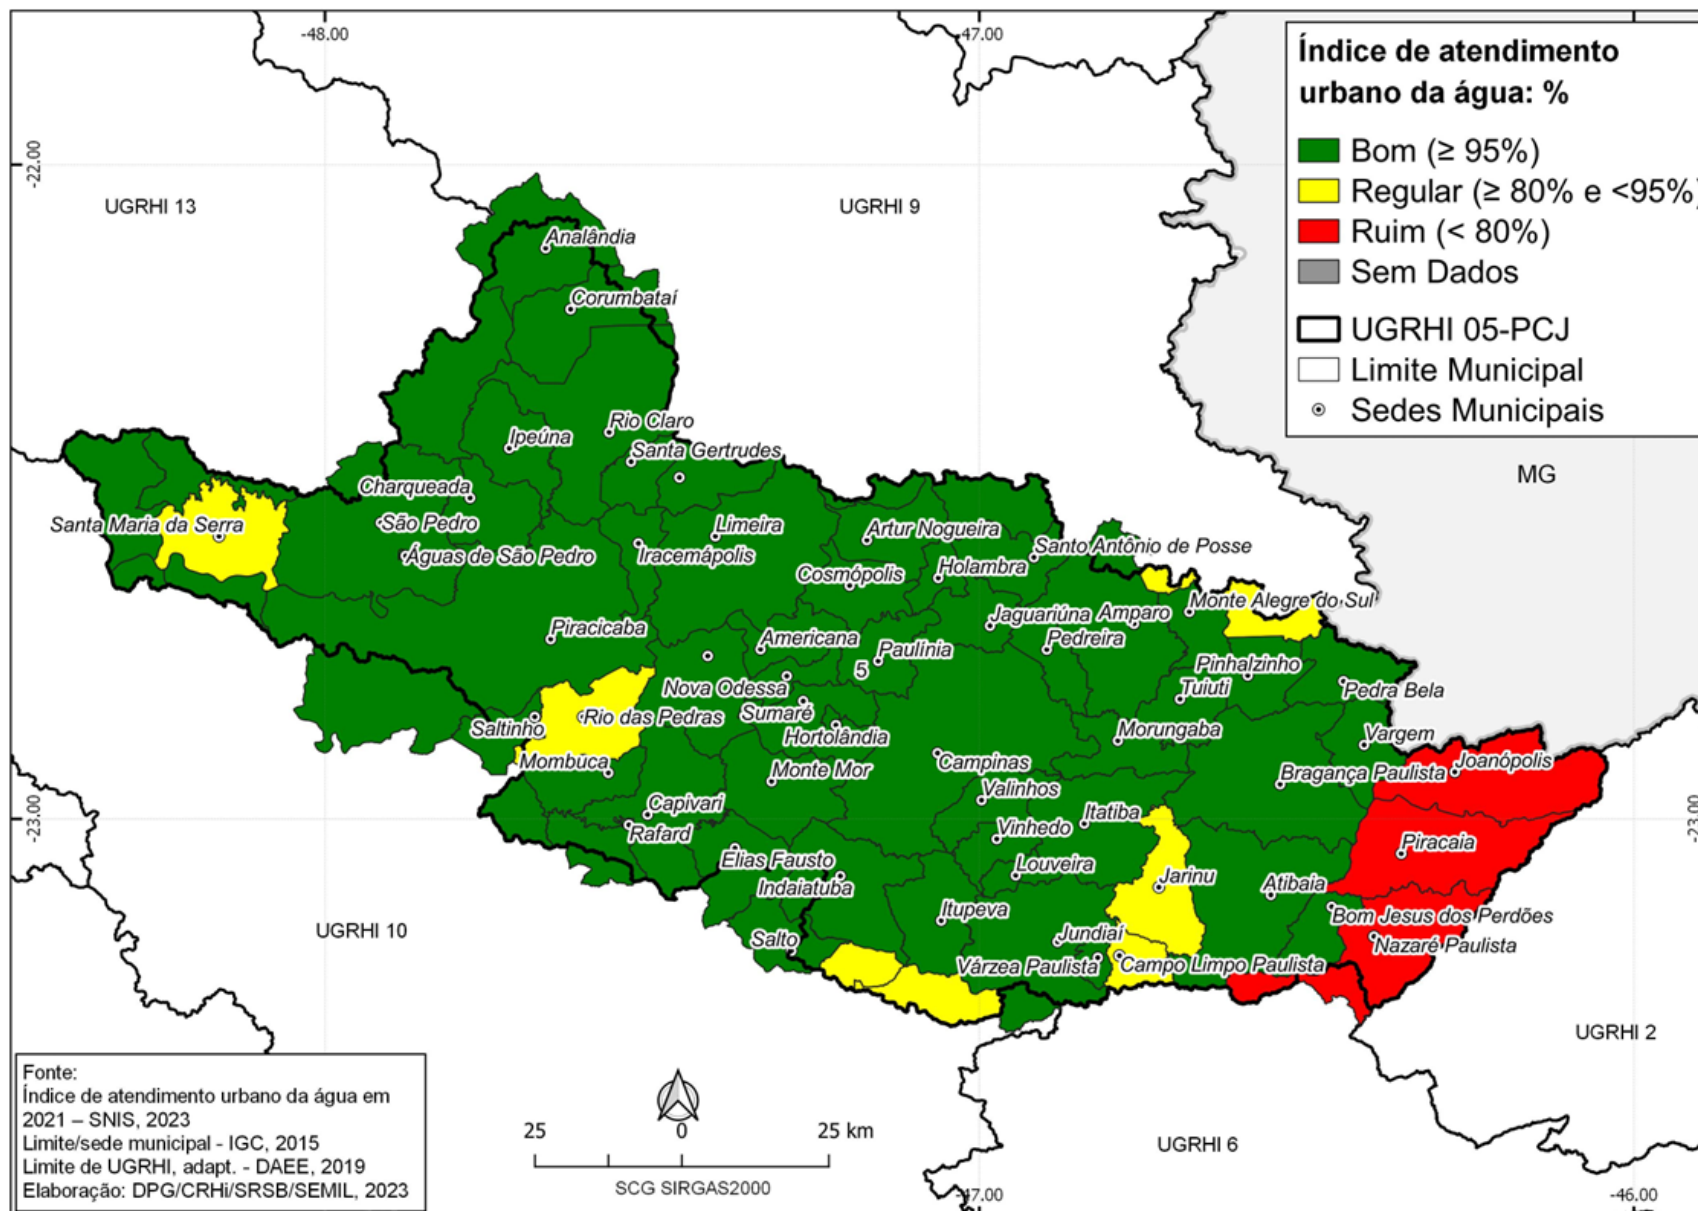 -48.00
-47.00
Índice de atendimento
urbano da água: %
Bom (≥ 95%)
Regular (≥ 80% e <95%)
Ruim (< 80%)
Sem Dados
UGRHI 05-PCJ
Limite Municipal
Sedes Municipais
-22.00
UGRHI 13
UGRHI 9
MG
Analândia
Corumbataí
Rio Claro
Ipeúna
Santa Gertrudes
Charqueada
Santa Maria da Serra
São Pedro
Limeira
Artur Nogueira
Águas de São Pedro
Iracemápolis
Santo Antônio de Posse
Cosmópolis
Holambra
Monte Alegre do Sul
Jaguariúna
Amparo
Piracicaba
Americana
Pedreira
Paulínia
5
Pinhalzinho
Nova Odessa
Tuiuti
Pedra Bela
Saltinho
Rio das Pedras
Sumaré
Hortolândia
Morungaba
Vargem
Mombuca
Monte Mor
Campinas
Bragança Paulista
Joanópolis
Valinhos
Capivari
Itatiba
-23.00
Rafard
Vinhedo
Piracaia
Elias Fausto
Louveira
Jarinu
Indaiatuba
Atibaia
Itupeva
Bom Jesus dos Perdões
UGRHI 10
Salto
Jundiaí
Nazaré Paulista
Várzea Paulista
Campo Limpo Paulista
UGRHI 2
UGRHI 6
Fonte:
Índice de atendimento urbano da água em
2021 – SNIS, 2023
Limite/sede municipal - IGC, 2015
Limite de UGRHI, adapt. - DAEE, 2019
Elaboração: DPG/CRHi/SRSB/SEMIL, 2023
25 0 25 km
SCG SIRGAS2000
-47.00
-46.00